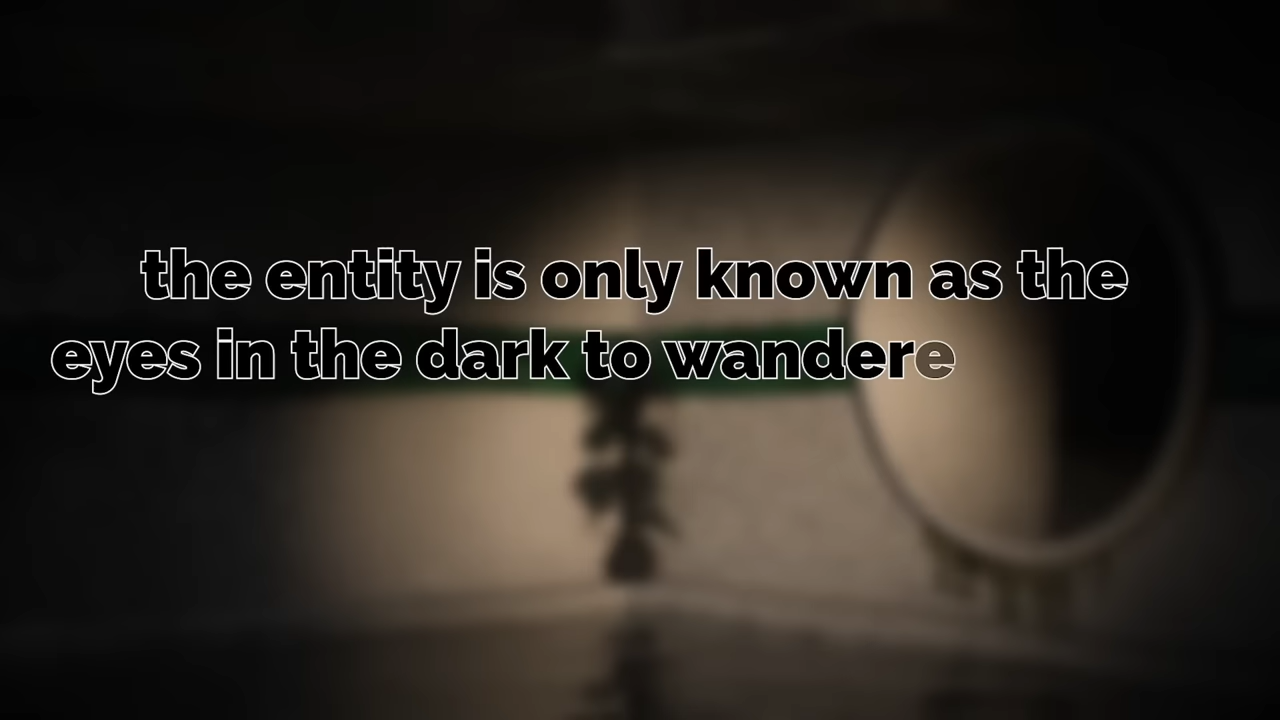 the entity is only known as the
eyes in the dark to wandere